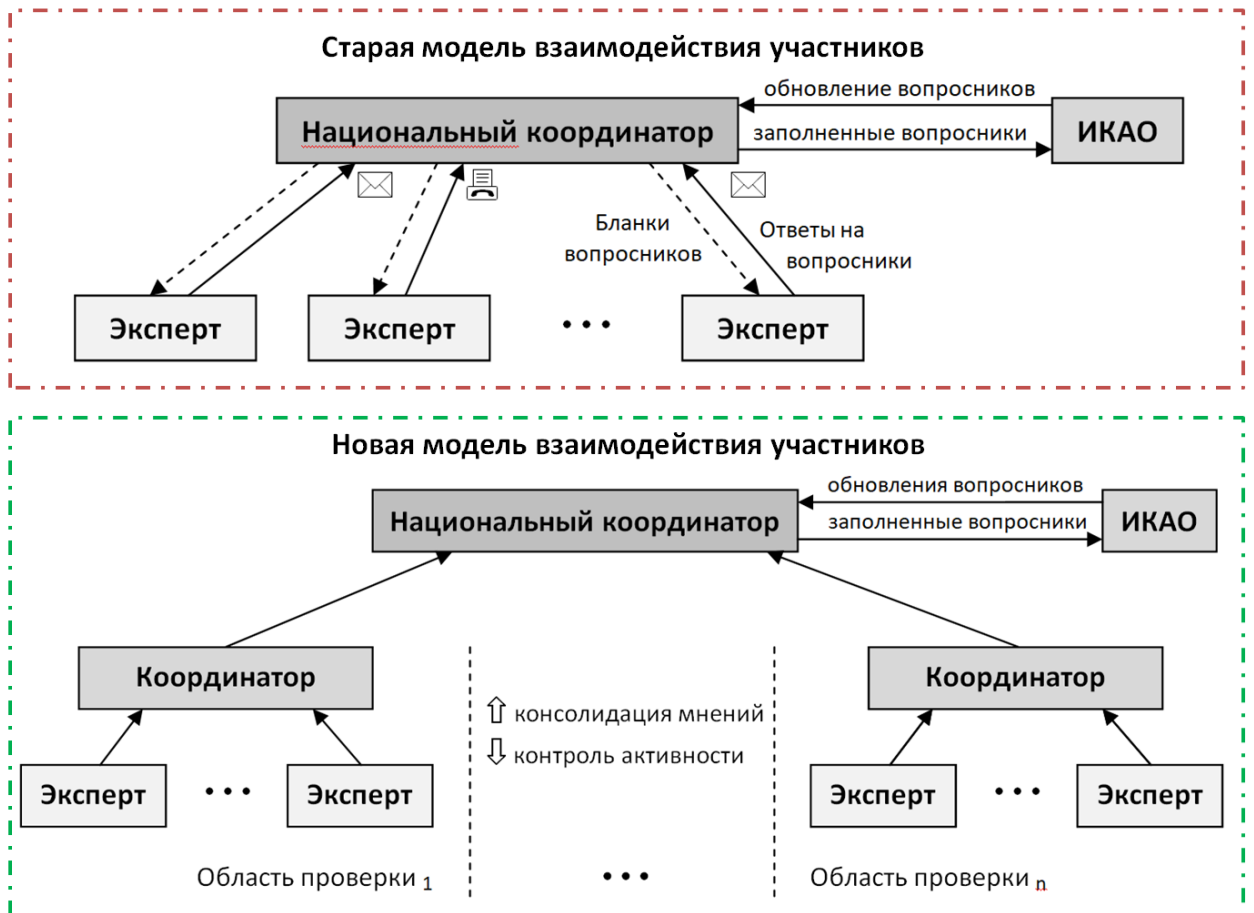 Старая модель взаимодействия участников
обновление вопросников
Национальный координатор
заполненные вопросники
ИКАО
Бланки
вопросников
Ответы на
вопросники
Эксперт
Эксперт
• • •
Эксперт
Новая модель взаимодействия участников
обновления вопросников
Национальный координатор
заполненные вопросники
ИКАО
Координатор
Координатор
⇧ консолидация мнений
⇩ контроль активности
Эксперт
• • •
Эксперт
Эксперт
• • •
Эксперт
Область проверки 1
• • •
Область проверки n